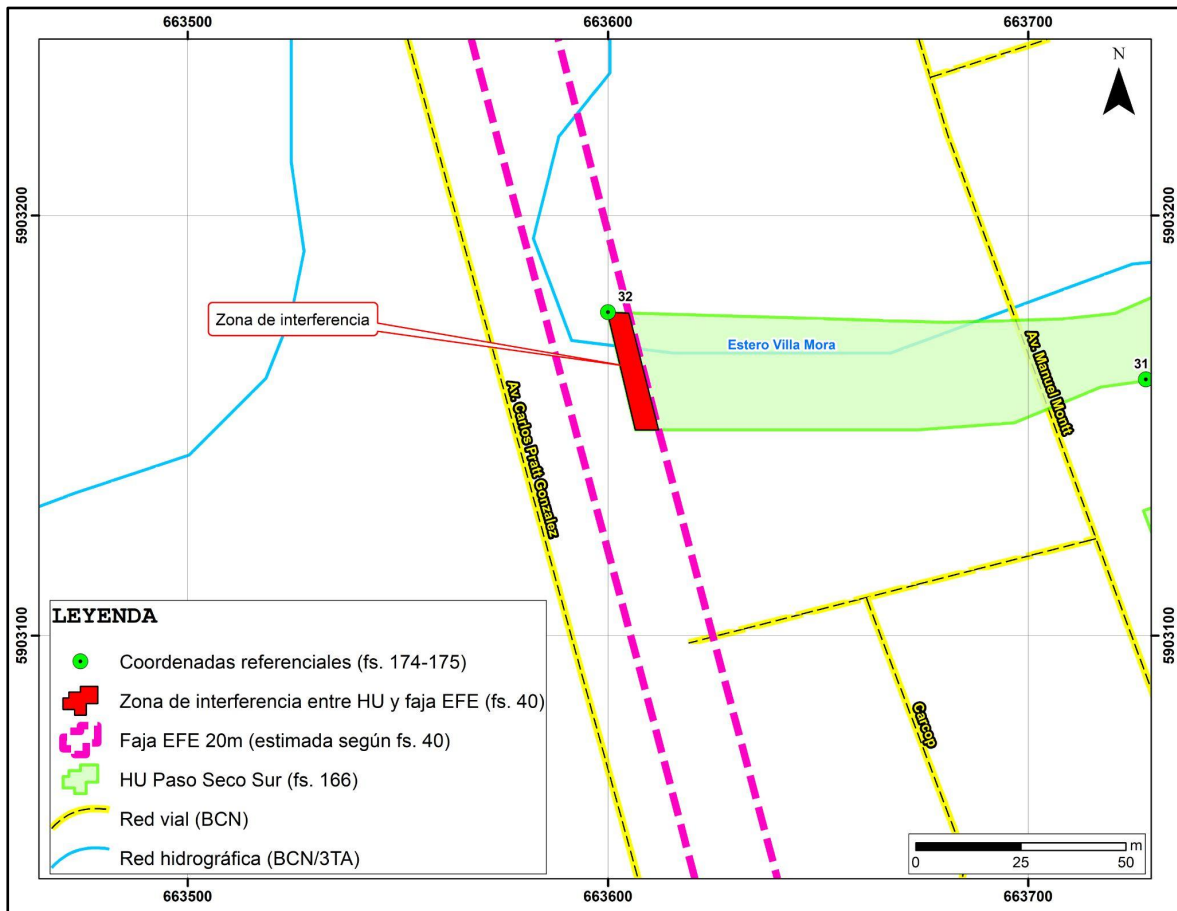 663500
663600
663700
N
5903200
5903200
32
Zona de interferencia
Estero Villa Mora
31
Av. Manuel Montt
Av. Carlos Pratt Gonzalez
5903100
5903100
LEYENDA
Coordenadas referenciales (fs. 174-175)
Zona de interferencia entre HU y faja EFE (fs. 40)
Faja EFE 20m (estimada según fs. 40)
HU Paso Seco Sur (fs. 166)
Red vial (BCN)
Red hidrográfica (BCN/3TA)
Carcop
m
0 25 50
663500
663600
663700